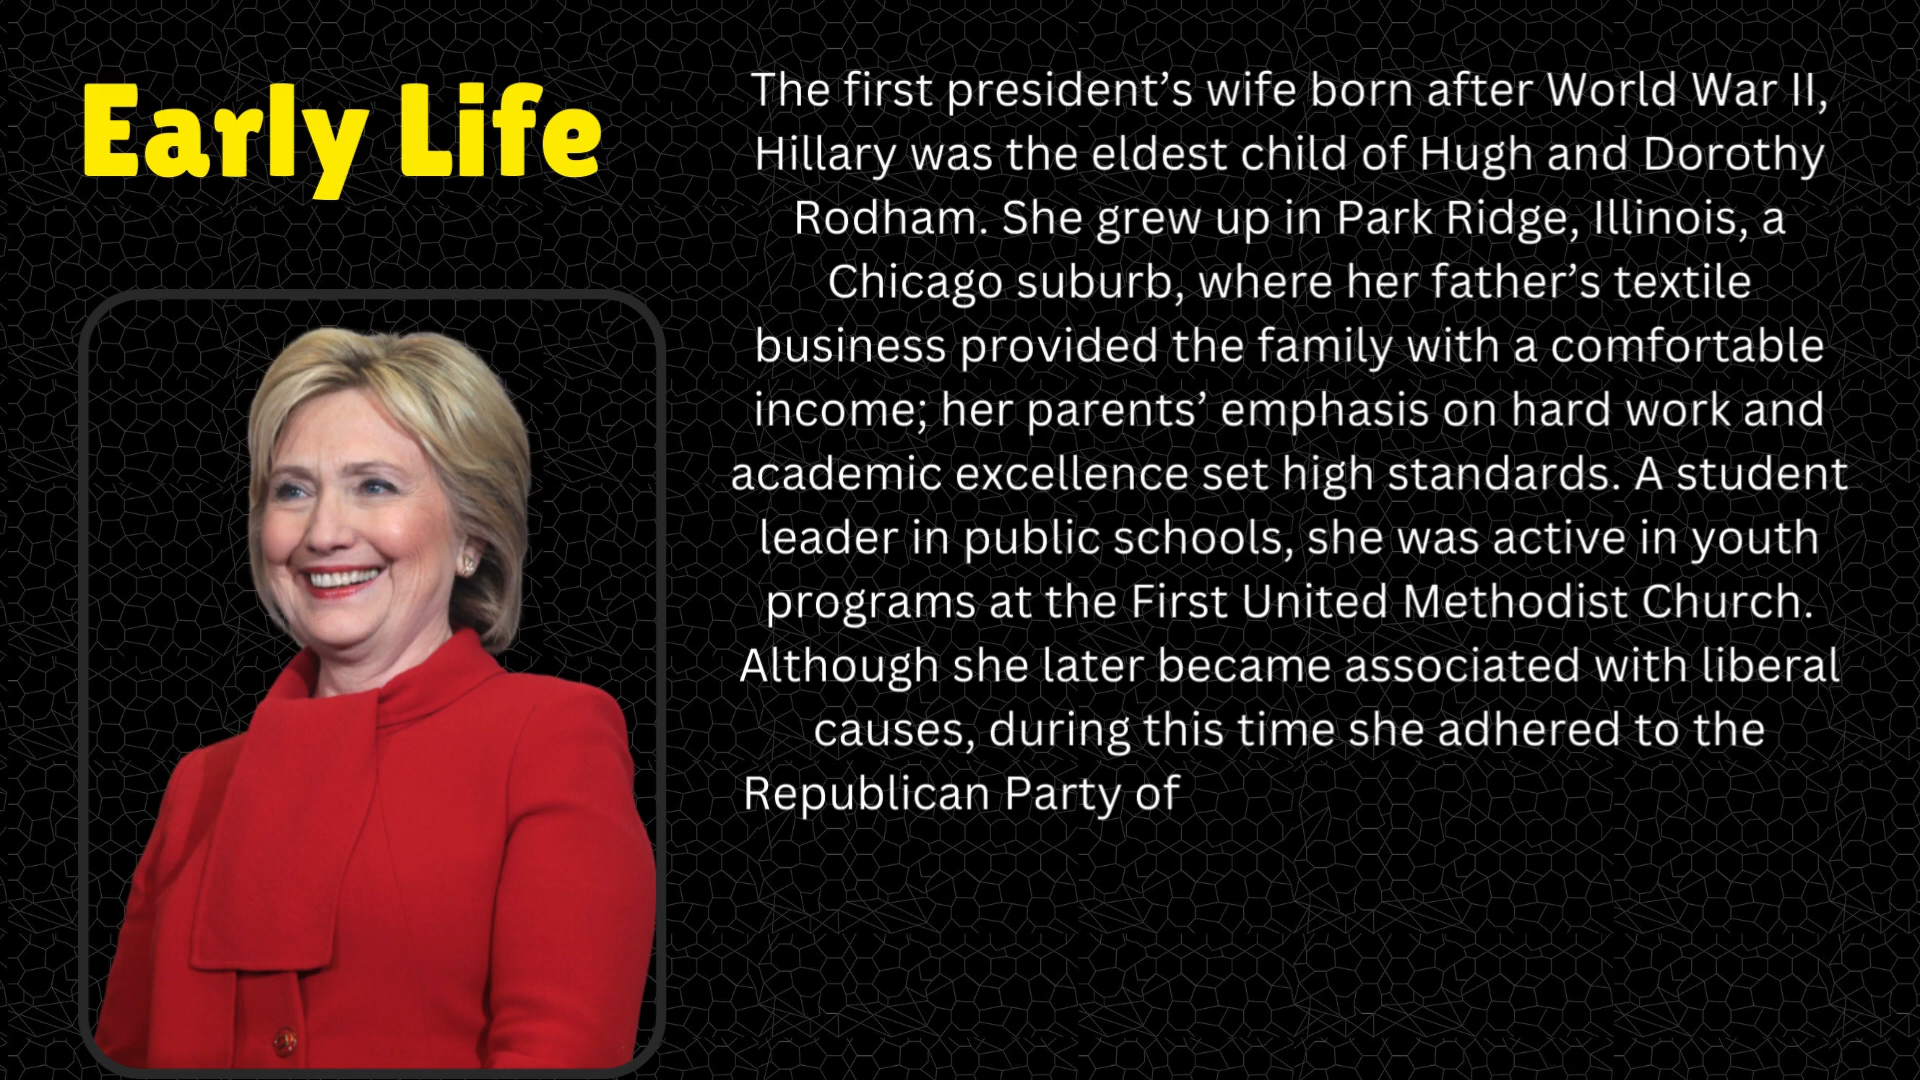 Early Life
The first president’s wife born after World War II,
Hillary was the eldest child of Hugh and Dorothy
Rodham. She grew up in Park Ridge, Illinois, a
Chicago suburb, where her father’s textile
business provided the family with a comfortable
income; her parents’ emphasis on hard work and
academic excellence set high standards. A student
leader in public schools, she was active in youth
programs at the First United Methodist Church.
Although she later became associated with liberal
causes, during this time she adhered to the
Republican Party of